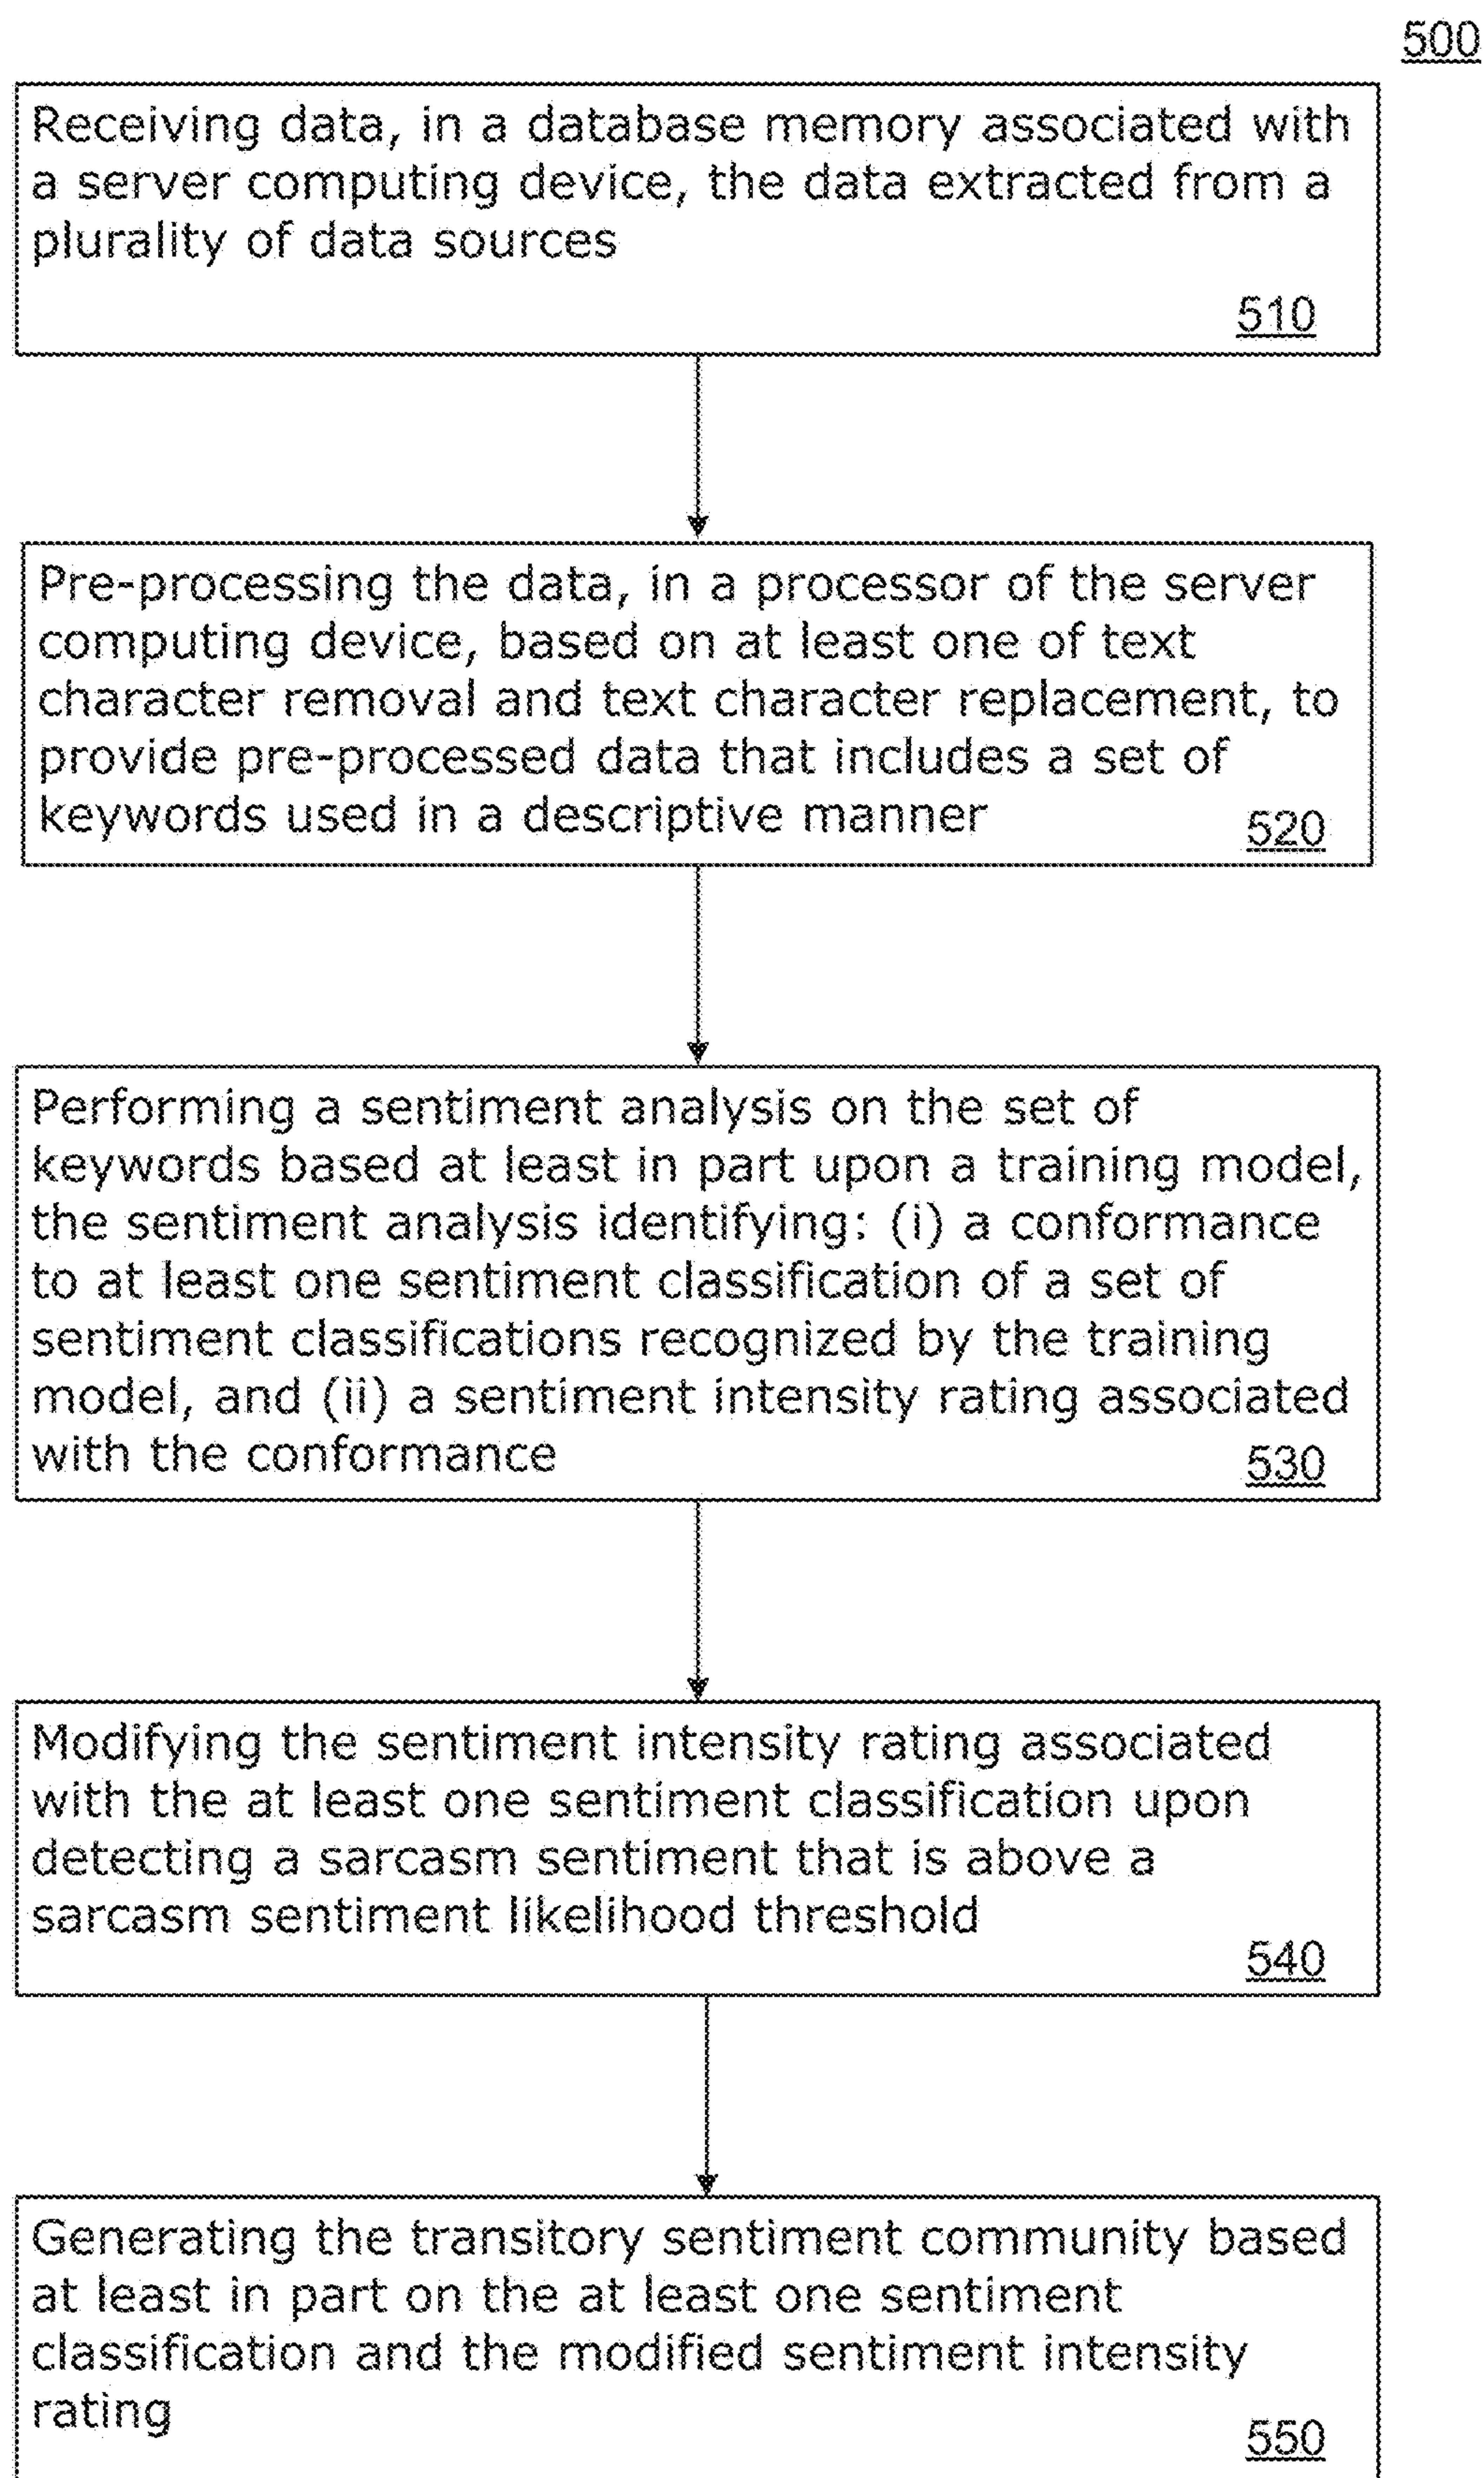 500
Receiving data, in a database memory associated with
a server computing device, the data extracted from a
plurality of data sources
510
Pre-processing the data, in a processor of the server
computing device, based on at least one of text
character removal and text character replacement, to
provide pre-processed data that includes a set of
keywords used in a descriptive manner
520
Performing a sentiment analysis on the set of
keywords based at least in part upon a training model,
the sentiment analysis identifying: (i) a conformance
to at least one sentiment classification of a set of
sentiment classifications recognized by the training
model, and (ii) a sentiment intensity rating associated
with the conformance
530
Modifying the sentiment intensity rating associated
with the at least one sentiment classification upon
detecting a sarcasm sentiment that is above a
sarcasm sentiment likelihood threshold
540
Generating the transitory sentiment community based
at least in part on the at least one sentiment
classification and the modified sentiment intensity
rating
550